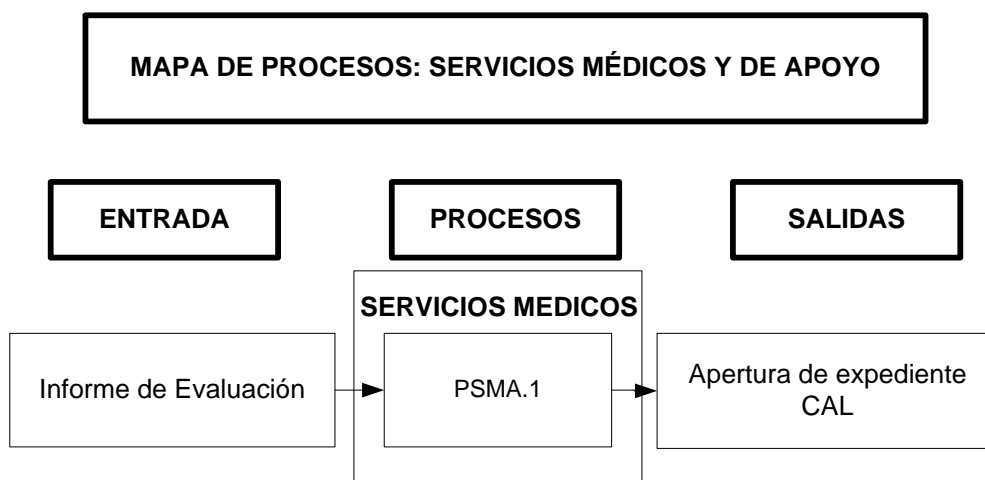 MAPA DE PROCESOS: SERVICIOS MÉDICOS Y DE APOYO
ENTRADA
PROCESOS
SALIDAS
SERVICIOS MEDICOS
Informe de Evaluación
PSMA.1
Apertura de expediente
CAL